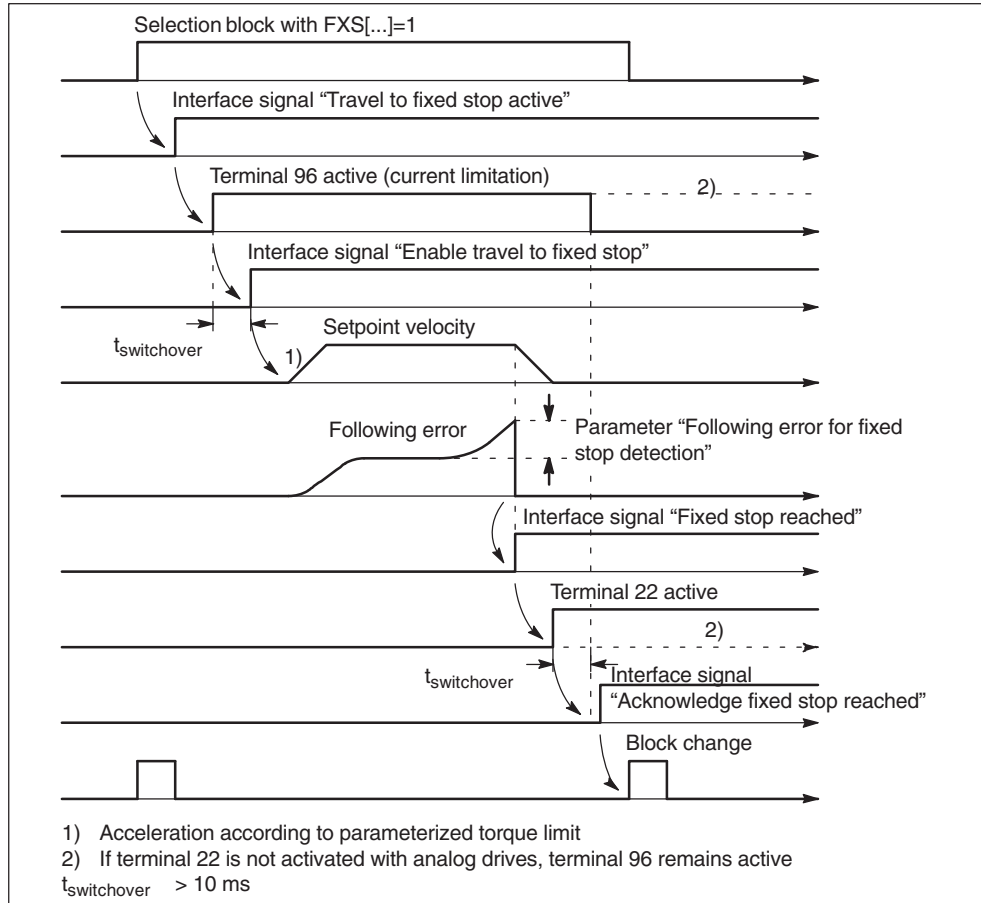 Selection block with FXS[...]=1
Interface signal “Travel to fixed stop active”
Terminal 96 active (current limitation)
2)
Interface signal “Enable travel to fixed stop”
tswitchover
Setpoint velocity
1)
Following error
Parameter “Following error for fixed
stop detection”
Interface signal “Fixed stop reached”
Terminal 22 active
2)
tswitchover
Interface signal
“Acknowledge fixed stop reached”
Block change
1) Acceleration according to parameterized torque limit
2) If terminal 22 is not activated with analog drives, terminal 96 remains active
tswitchover > 10 ms